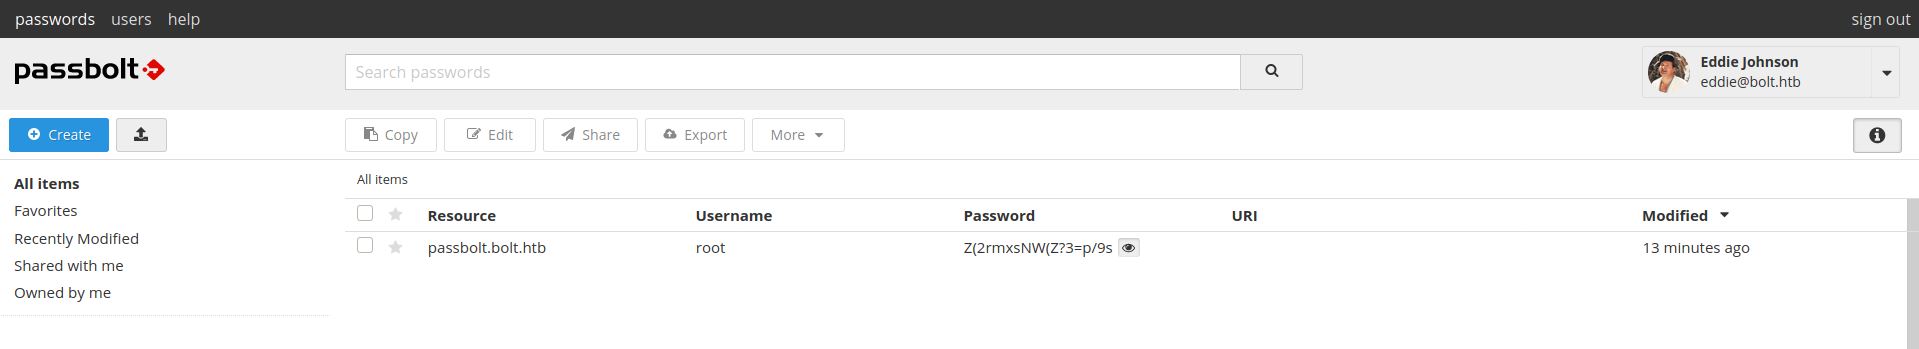 passwords users help sign out
passbolt
Search passwords
Eddie Johnson
eddie@bolt.htb
Create Copy Edit Share Export More
All items
Favorites
Recently Modified
Shared with me
Owned by me
All items
Resource Username Password URI Modified
passbolt.bolt.htb root Z(2rmxsNW(Z?3=p/9s 13 minutes ago